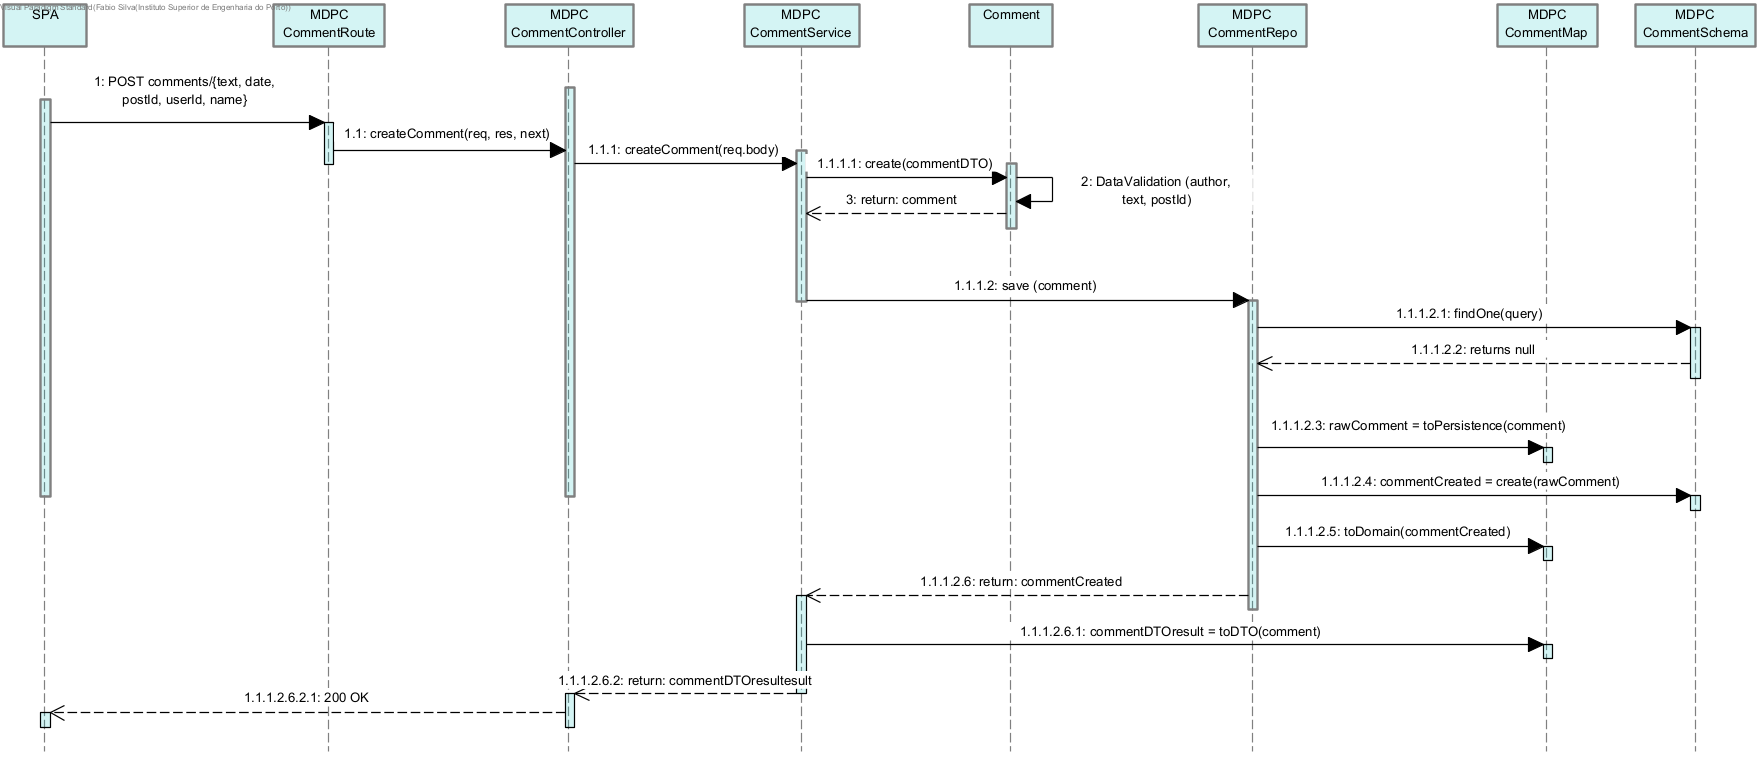 Visual Paradigm Standard(Fabio Silva(Instituto Superior de Engenharia do Porto))
SPA
MDPC
CommentRoute
MDPC
CommentController
MDPC
CommentService
Comment
MDPC
CommentRepo
MDPC
CommentMap
MDPC
CommentSchema
1: POST comments/{text, date,
postId, userId, name}
1.1: createComment(req, res, next)
1.1.1: createComment(req.body)
1.1.1.1: create(commentDTO)
2: DataValidation (author,
text, postId)
3: return: comment
1.1.1.2: save (comment)
1.1.1.2.1: findOne(query)
1.1.1.2.2: returns null
1.1.1.2.3: rawComment = toPersistence(comment)
1.1.1.2.4: commentCreated = create(rawComment)
1.1.1.2.5: toDomain(commentCreated)
1.1.1.2.6: return: commentCreated
1.1.1.2.6.1: commentDTOresult = toDTO(comment)
1.1.1.2.6.2: return: commentDTOresultesult
1.1.1.2.6.2.1: 200 OK